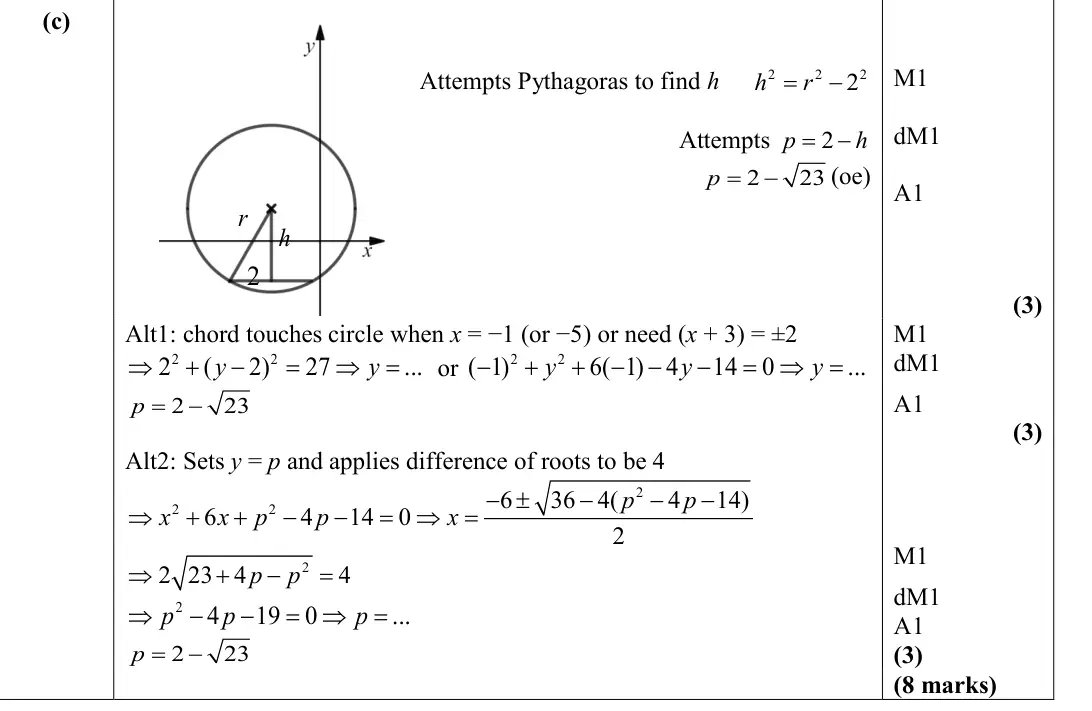 (c)
y
Attempts Pythagoras to find h h² = r² − 2² M1
Attempts p = 2 − h dM1
p = 2 − √23 (oe) A1
r
h
x
2
(3)
Alt1: chord touches circle when x = −1 (or −5) or need (x + 3) = ±2 M1
⇒ 2² + (y − 2)² = 27 ⇒ y = ... or (−1)² + y² + 6(−1) − 4y − 14 = 0 ⇒ y = ... dM1
p = 2 − √23 A1
(3)
Alt2: Sets y = p and applies difference of roots to be 4
⇒ x² + 6x + p² − 4p − 14 = 0 ⇒ x = (−6 ± √(36 − 4(p² − 4p − 14))) / 2
⇒ 2√(23 + 4p − p²) = 4 M1
⇒ p² − 4p − 19 = 0 ⇒ p = ... dM1
p = 2 − √23 A1
(3)
(8 marks)